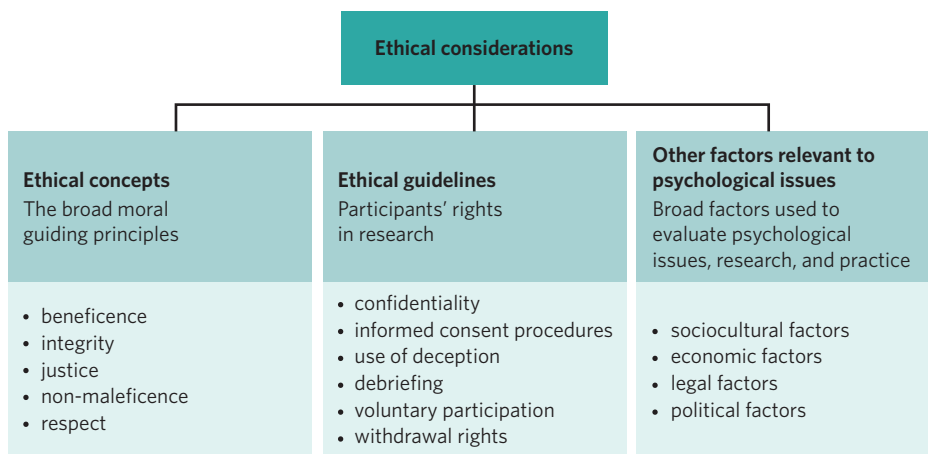 Ethical considerations
Ethical concepts
The broad moral
guiding principles
• beneficence
• integrity
• justice
• non-maleficence
• respect
Ethical guidelines
Participants’ rights
in research
• confidentiality
• informed consent procedures
• use of deception
• debriefing
• voluntary participation
• withdrawal rights
Other factors relevant to
psychological issues
Broad factors used to
evaluate psychological
issues, research, and practice
• sociocultural factors
• economic factors
• legal factors
• political factors